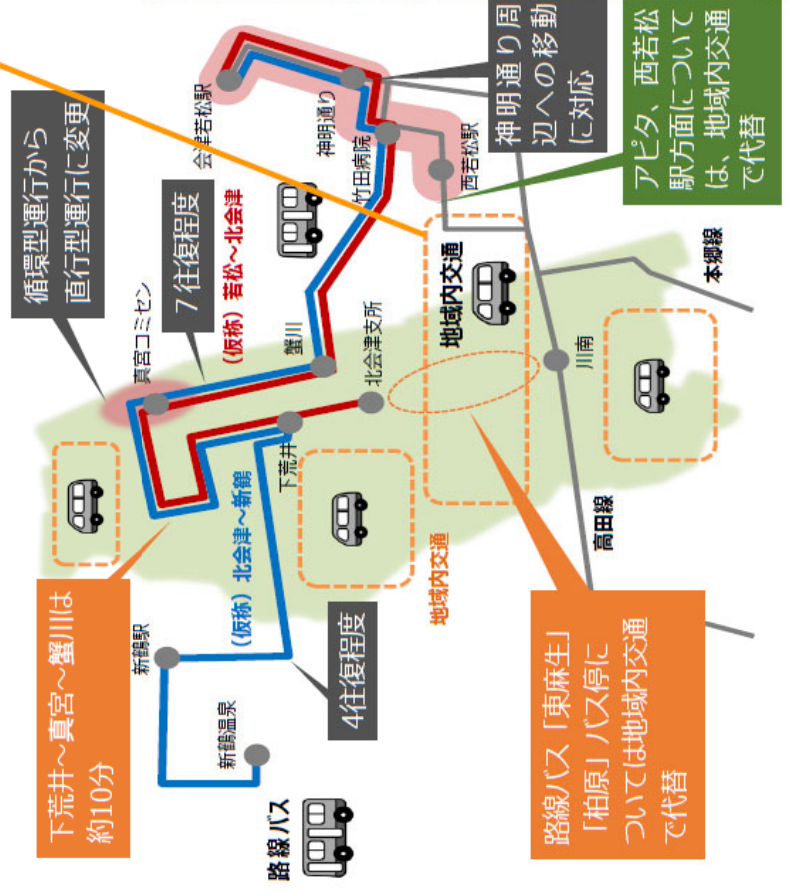 路線バス
新鶴温泉
新鶴駅
4往復程度
(仮称)北会津～新鶴
下荒井～真宮～蟹川は
約10分
循環型運行から
直行型運行に変更
真宮コミセン
7往復程度
(仮称)若松～北会津
蟹川
下荒井
北会津支所
会津若松駅
神明通り
竹田病院
西若松駅
神明通り周
辺への移動
に対応
アピタ、西若松
駅方面について
は、地域内交通
で代替
地域内交通
地域内交通
路線バス「東麻生」
「柏原」バス停に
ついては地域内交通
で代替
高田線
川南
本郷線